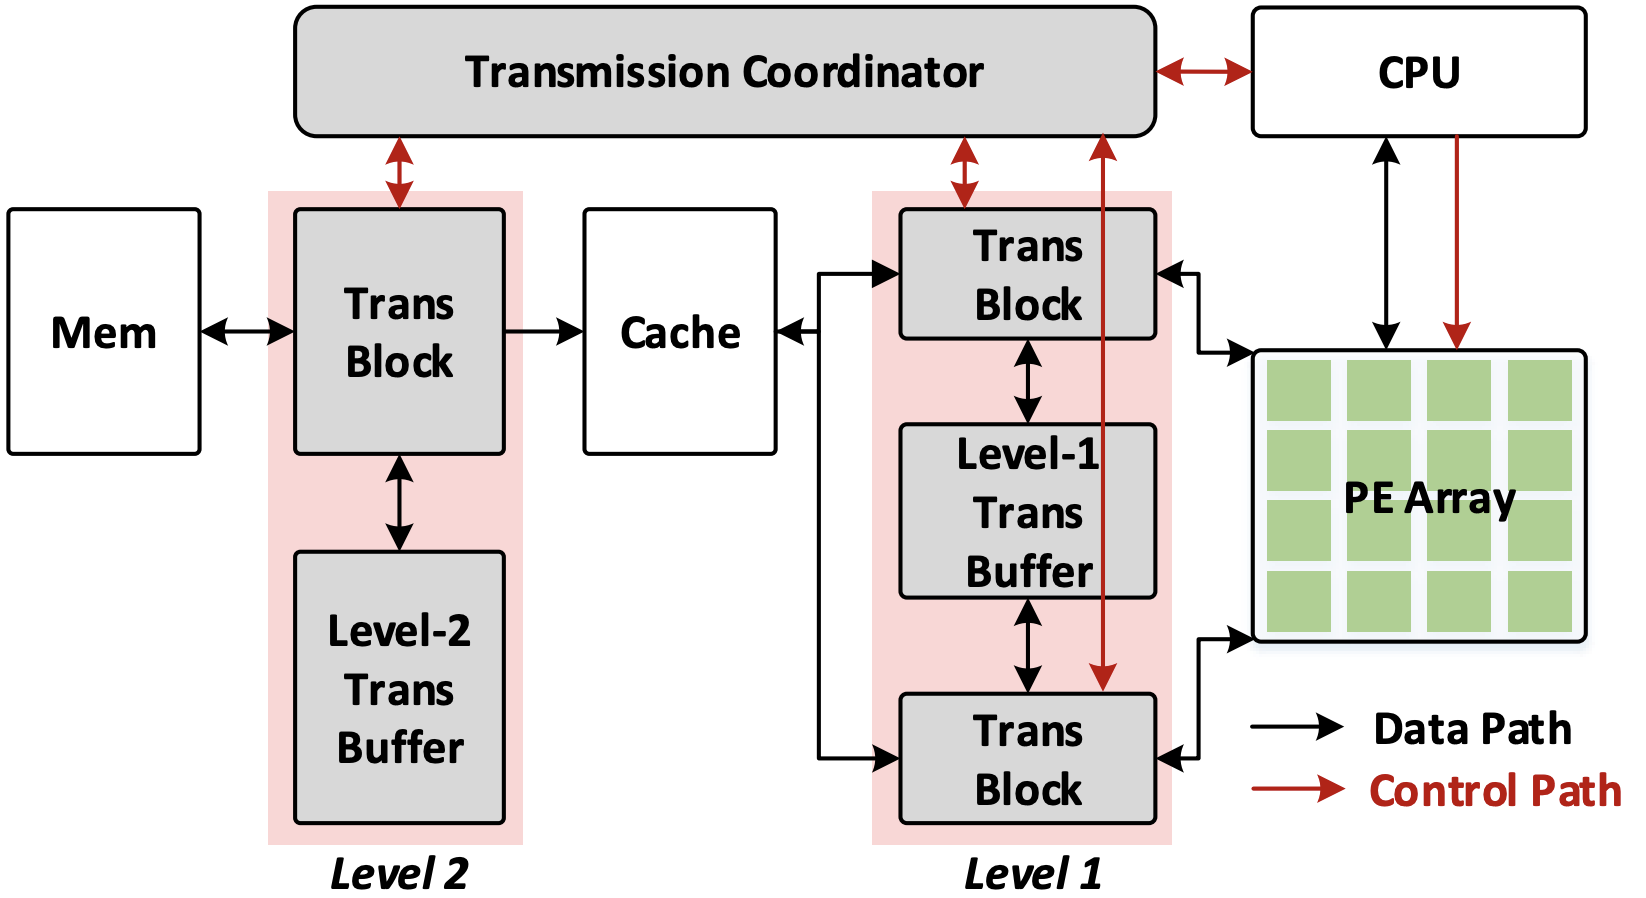 Transmission Coordinator
CPU
Mem
Trans
Block
Cache
Trans
Block
Level-1
Trans
Buffer
PE Array
Level-2
Trans
Buffer
Trans
Block
Data Path
Control Path
Level 2
Level 1